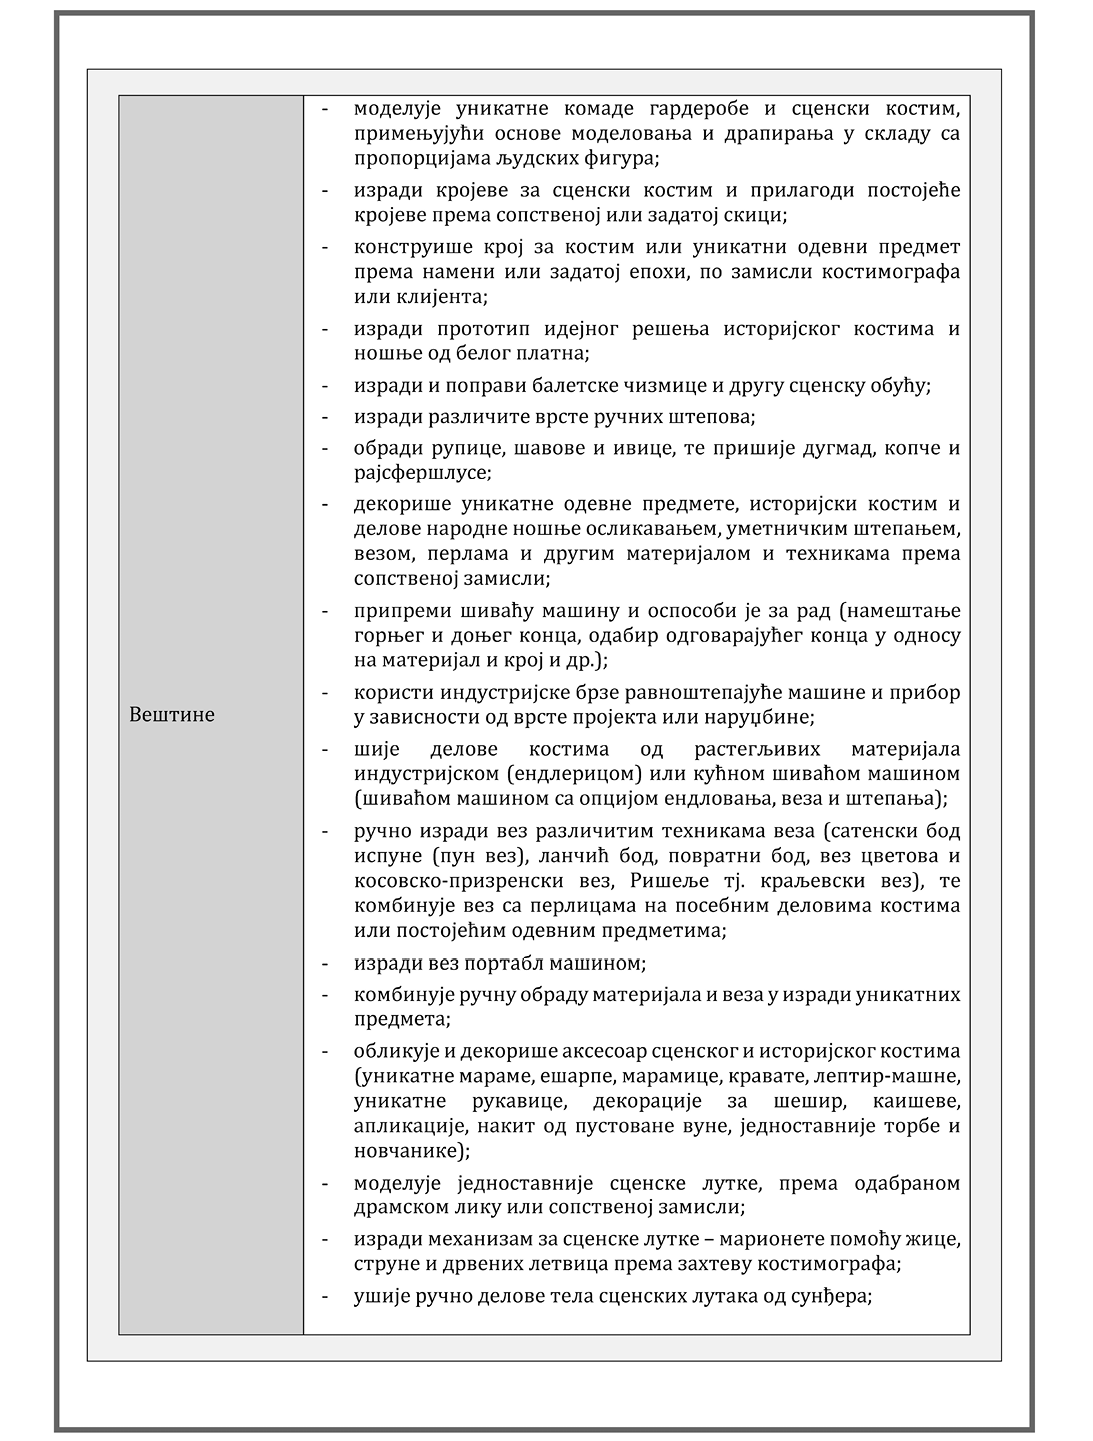 Вештине
- моделује уникатне комаде гардеробе и сценски костим,
примењујући основе моделовања и драпирања у складу са
пропорцијама људских фигура;
- изради кројеве за сценски костим и прилагоди постојеће
кројеве према сопственој или задатој скици;
- конструише крој за костим или уникатни одевни предмет
према намени или задатој епохи, по замисли костимографа
или клијента;
- изради прототип идејног решења историјског костима и
ношње од белог платна;
- изради и поправи балетске чизмице и другу сценску обућу;
- изради различите врсте ручних штепова;
- обради рупице, шавове и ивице, те пришије дугмад, копче и
рајсфершлусе;
- декорише уникатне одевне предмете, историјски костим и
делове народне ношње осликавањем, уметничким штепањем,
везом, перлама и другим материјалом и техникама према
сопственој замисли;
- припреми шиваћу машину и оспособи је за рад (намештање
горњег и доњег конца, одабир одговарајућег конца у односу
на материјал и крој и др.);
- користи индустријске брзе равноштепајуће машине и прибор
у зависности од врсте пројекта или наруџбине;
- шије делове костима од растегљивих материјала
индустријском (ендлерицом) или кућном шиваћом машином
(шиваћом машином са опцијом ендловања, веза и штепања);
- ручно изради вез различитим техникама веза (сатенски бод
испуне (пун вез), ланчић бод, повратни бод, вез цветова и
косовско-призренски вез, Ришеље тј. краљевски вез), те
комбинује вез са перлицама на посебним деловима костима
или постојећим одевним предметима;
- изради вез портабл машином;
- комбинује ручну обраду материјала и веза у изради уникатних
предмета;
- обликује и декорише аксесоар сценског и историјског костима
(уникатне мараме, ешарпе, марамице, кравате, лептир-машне,
уникатне рукавице, декорације за шешир, каишеве,
апликације, накит од пустоване вуне, једноставније торбе и
новчанике);
- моделује једноставније сценске лутке, према одабраном
драмском лику или сопственој замисли;
- изради механизам за сценске лутке – марионете помоћу жице,
струне и дрвених летвица према захтеву костимографа;
- ушије ручно делове тела сценских лутака од сунђера;